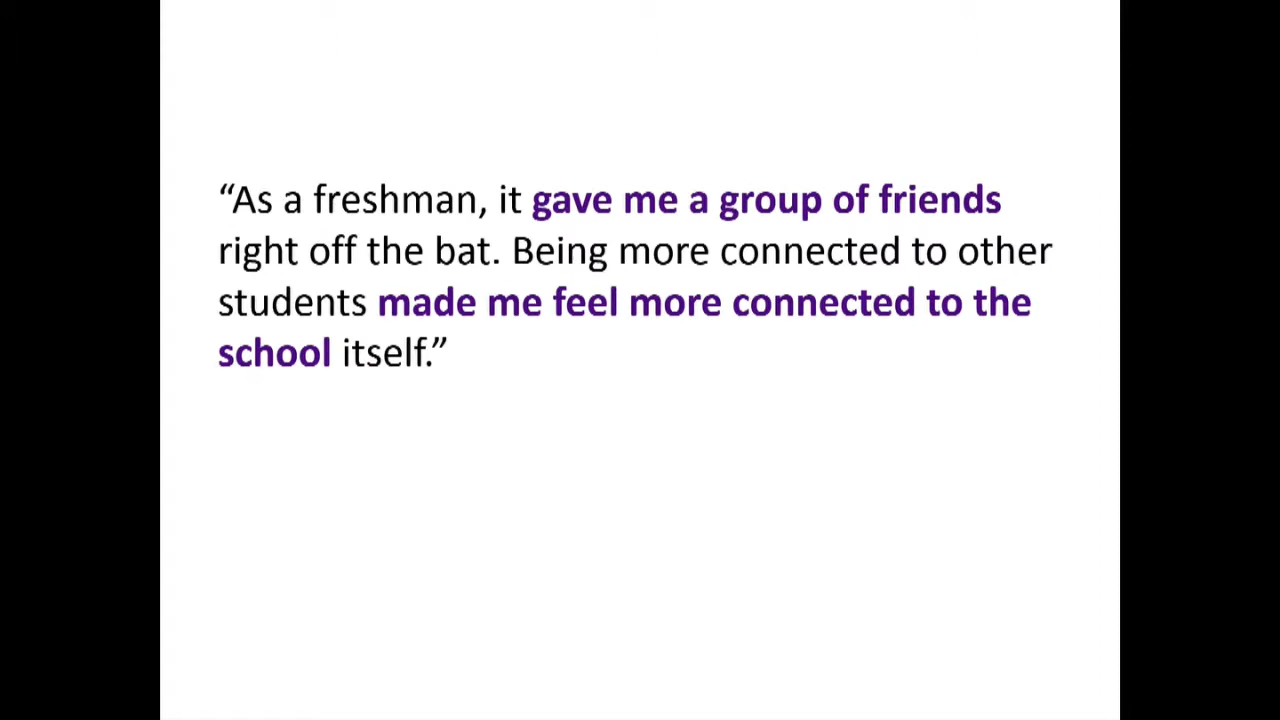 “As a freshman, it gave me a group of friends
right off the bat. Being more connected to other
students made me feel more connected to the
school itself.”